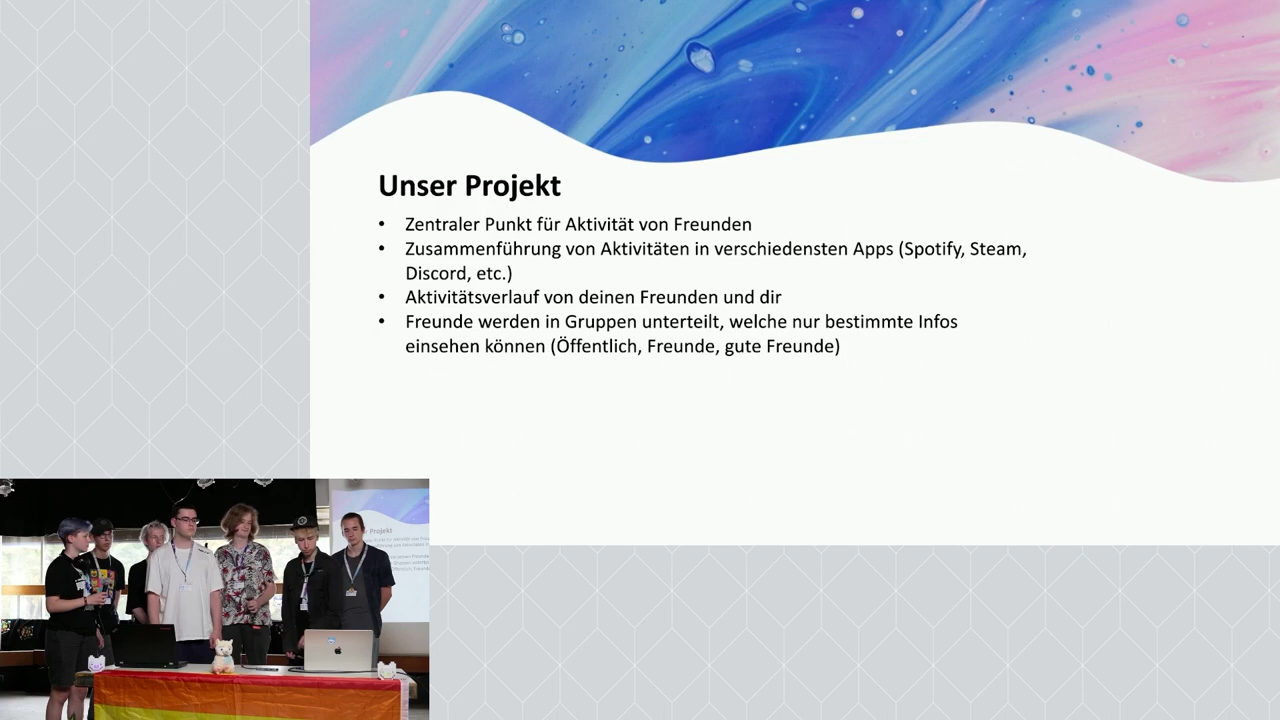 Unser Projekt
• Zentraler Punkt für Aktivität von Freunden
• Zusammenführung von Aktivitäten in verschiedensten Apps (Spotify, Steam,
Discord, etc.)
• Aktivitätsverlauf von deinen Freunden und dir
• Freunde werden in Gruppen unterteilt, welche nur bestimmte Infos
einsehen können (Öffentlich, Freunde, gute Freunde)
Projekt